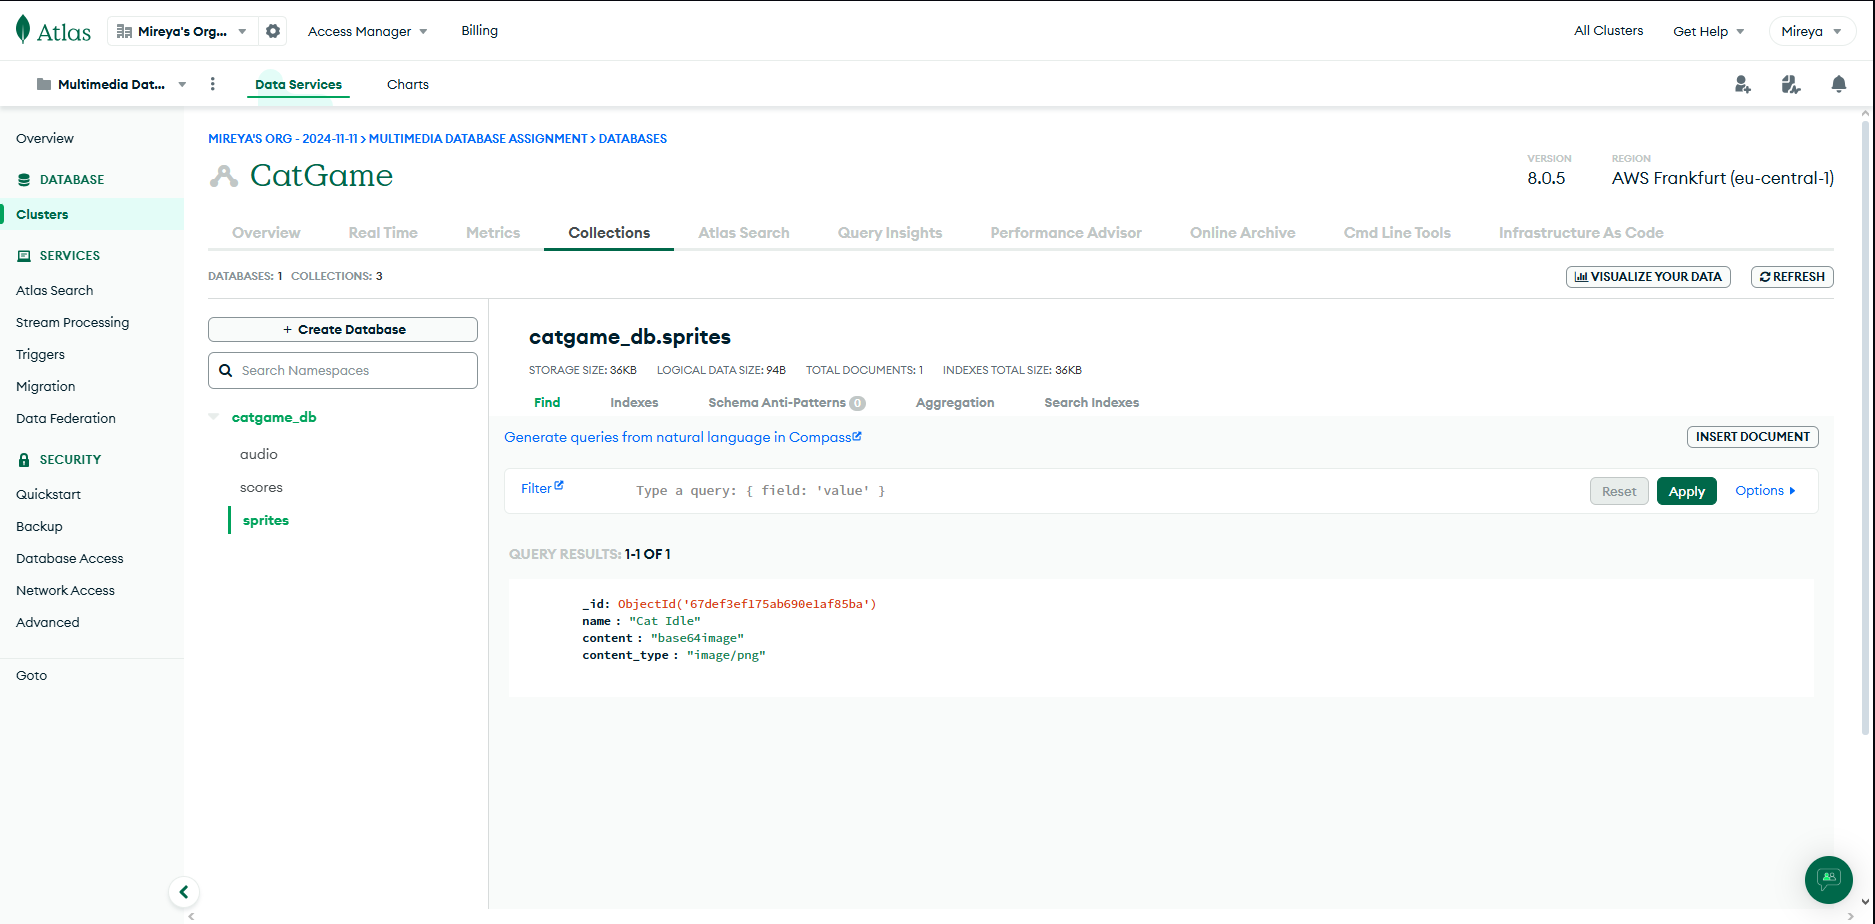 Atlas
Mireya's Org...
Access Manager
Billing
All Clusters
Get Help
Mireya
Multimedia Dat...
Data Services
Charts
Overview
DATABASE
Clusters
SERVICES
Atlas Search
Stream Processing
Triggers
Migration
Data Federation
SECURITY
Quickstart
Backup
Database Access
Network Access
Advanced
Goto
MIREYA'S ORG - 2024-11-11 > MULTIMEDIA DATABASE ASSIGNMENT > DATABASES
CatGame
VERSION
8.0.5
REGION
AWS Frankfurt (eu-central-1)
Overview
Real Time
Metrics
Collections
Atlas Search
Query Insights
Performance Advisor
Online Archive
Cmd Line Tools
Infrastructure As Code
DATABASES: 1 COLLECTIONS: 3
VISUALIZE YOUR DATA
REFRESH
+ Create Database
Search Namespaces
catgame_db
audio
scores
sprites
catgame_db.sprites
STORAGE SIZE: 36KB LOGICAL DATA SIZE: 94B TOTAL DOCUMENTS: 1 INDEXES TOTAL SIZE: 36KB
Find
Indexes
Schema Anti-Patterns 0
Aggregation
Search Indexes
Generate queries from natural language in Compass
INSERT DOCUMENT
Filter
Type a query: { field: 'value' }
Reset
Apply
Options
QUERY RESULTS: 1-1 OF 1
_id: ObjectId('67def3ef175ab690e1af85ba')
name : "Cat Idle"
content : "base64image"
content_type : "image/png"